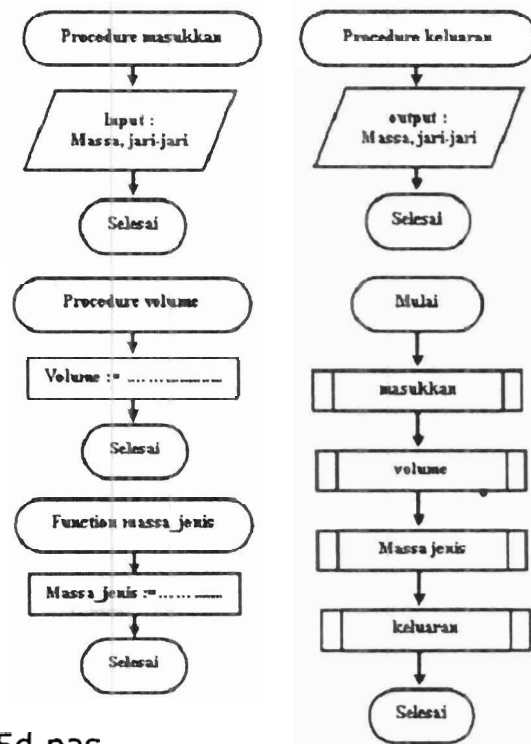 Procedure masukkan
Input :
Massa, jari-jari
Selesai
Procedure volume
Volume := .....................
Selesai
Function massa_jenis
Massa_jenis := ..............
Selesai
Procedure keluaran
output :
Massa, jari-jari
Selesai
Mulai
masukkan
volume
Massa jenis
keluaran
Selesai